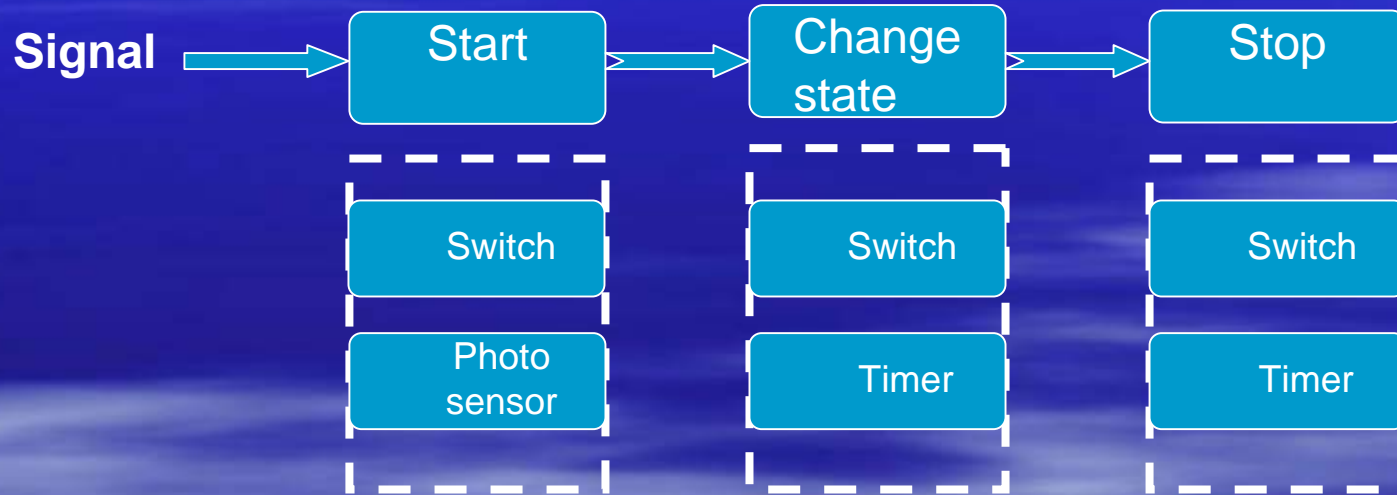 Signal
Start
Change
state
Stop
Switch
Switch
Switch
Photo
sensor
Timer
Timer